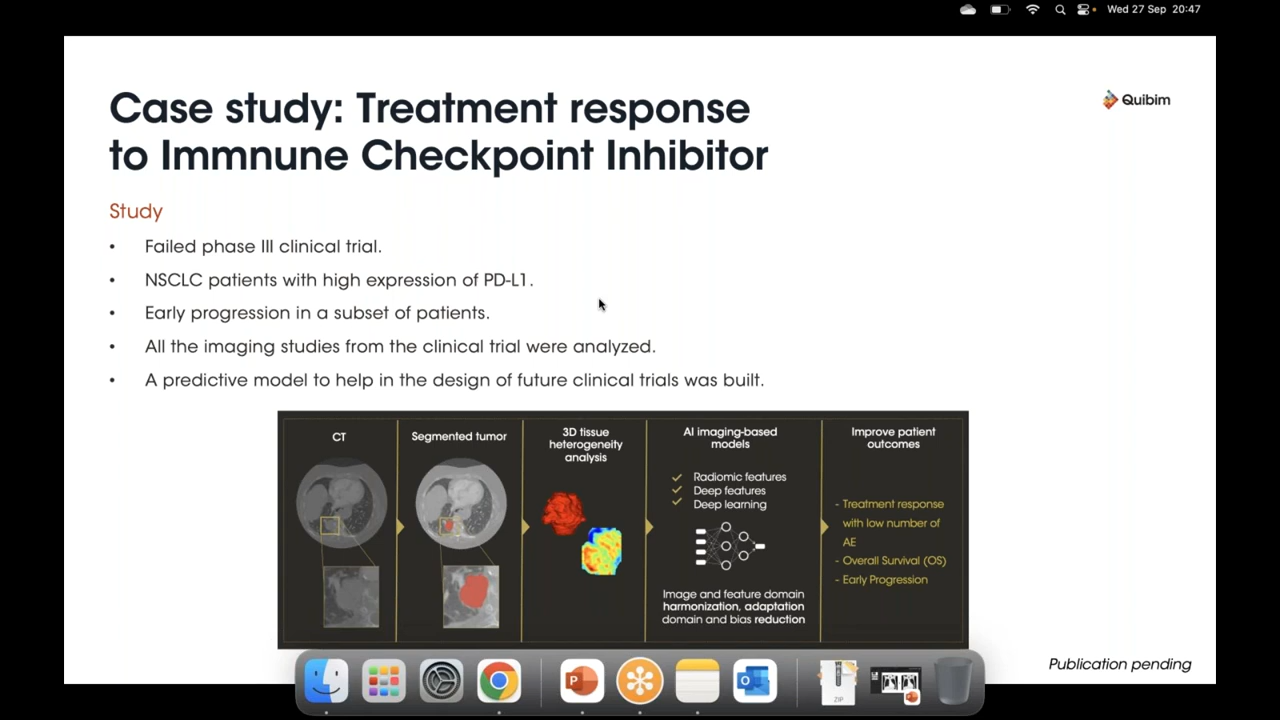 Wed 27 Sep 20:47
Case study: Treatment response
to Immnune Checkpoint Inhibitor
Quibim
Study
• Failed phase III clinical trial.
• NSCLC patients with high expression of PD-L1.
• Early progression in a subset of patients.
• All the imaging studies from the clinical trial were analyzed.
• A predictive model to help in the design of future clinical trials was built.
CT
Segmented tumor
3D tissue
heterogeneity
analysis
AI imaging-based
models
Radiomic features
Deep features
Deep learning
Image and feature domain
harmonization, adaptation
domain and bias reduction
Improve patient
outcomes
- Treatment response
with low number of
AE
- Overall Survival (OS)
- Early Progression
Publication pending
ZIP